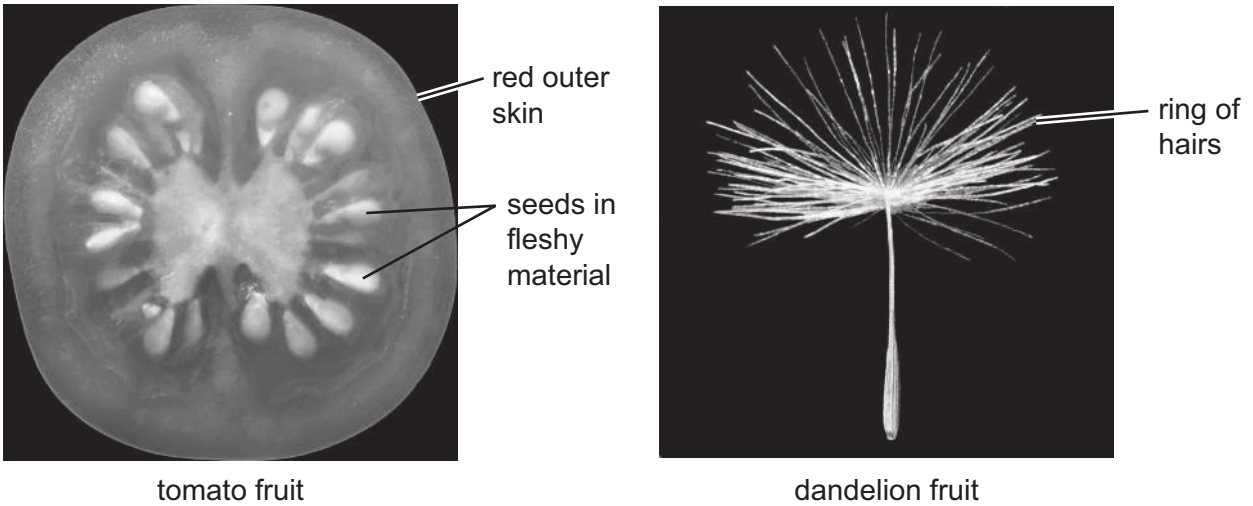 red outer
skin
seeds in
fleshy
material
tomato fruit
ring of
hairs
dandelion fruit